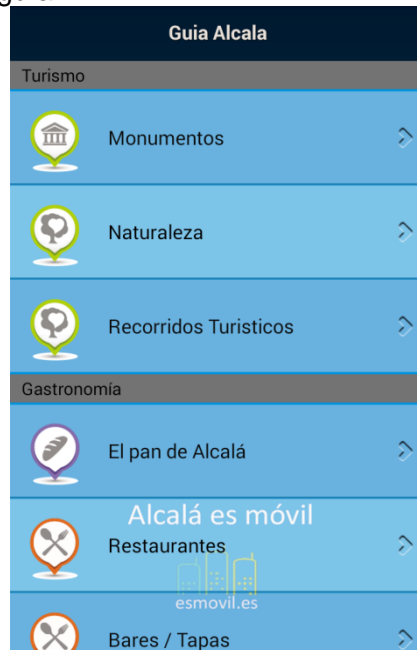 Guia Alcala
Turismo
Monumentos
Naturaleza
Recorridos Turisticos
Gastronomía
El pan de Alcalá
Alcalá es móvil
Restaurantes
esmovil.es
Bares / Tapas